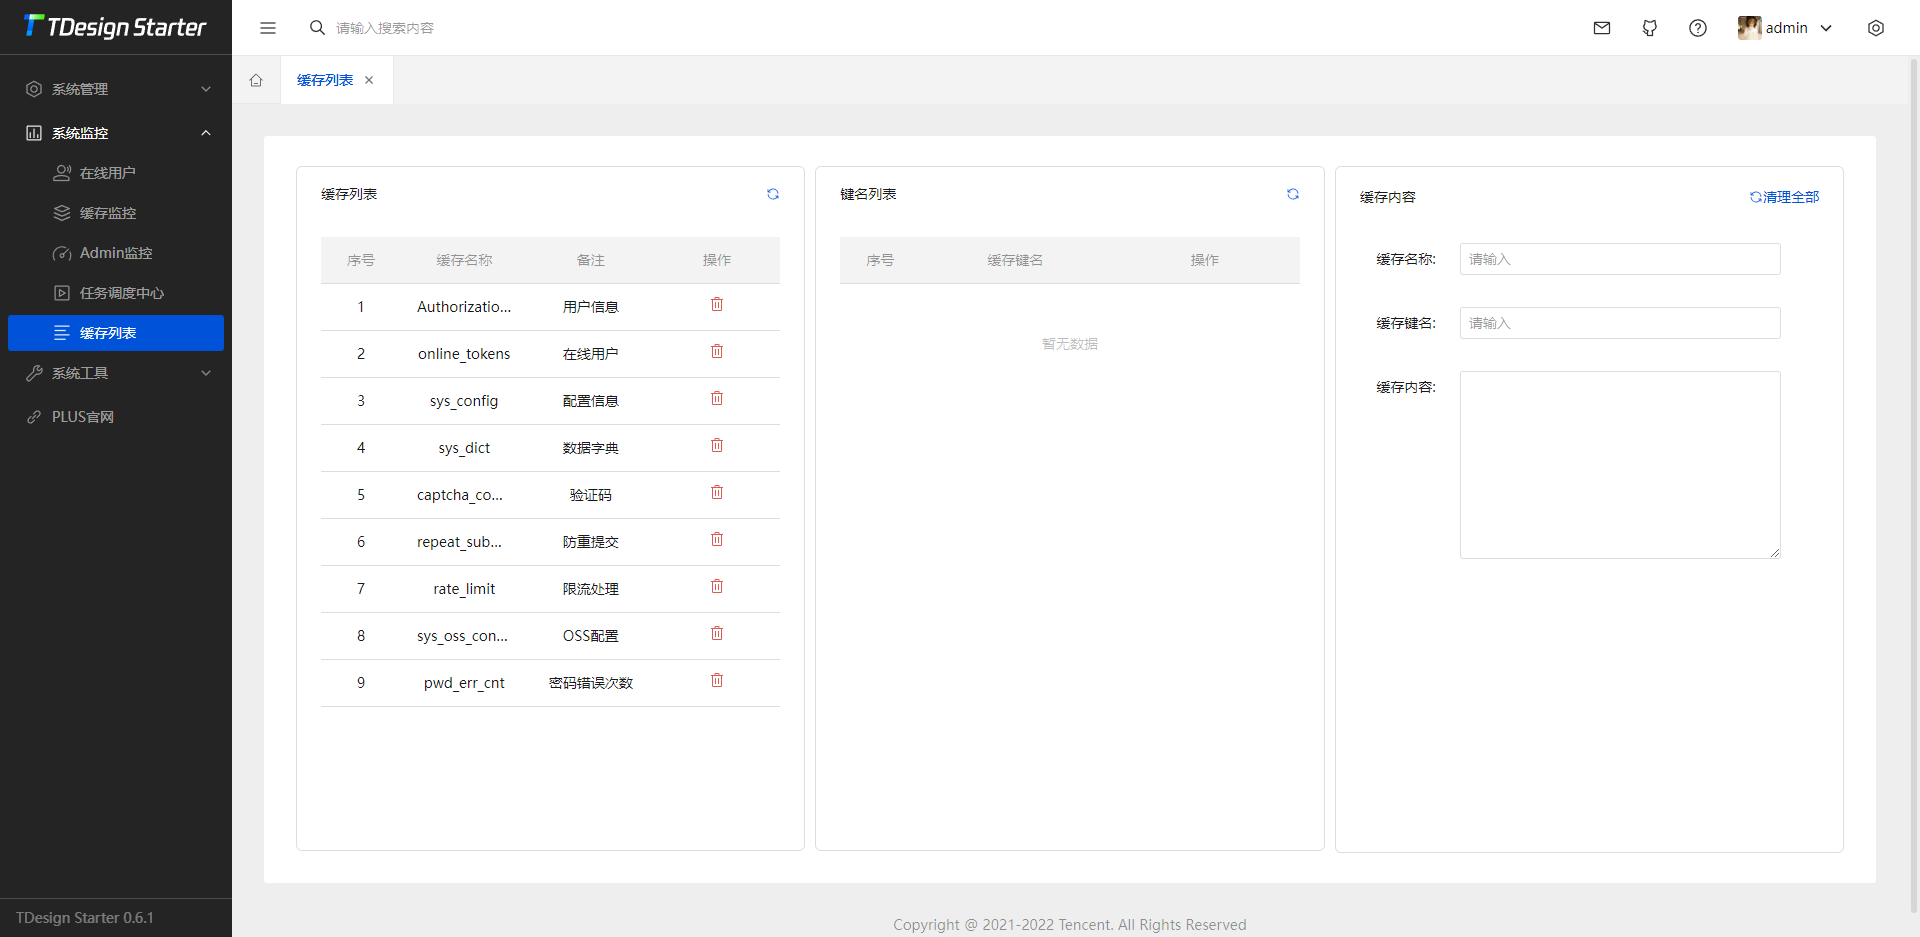 TDesign Starter
请输入搜索内容
admin
系统管理
系统监控
在线用户
缓存监控
Admin监控
任务调度中心
缓存列表
系统工具
PLUS官网
TDesign Starter 0.6.1
缓存列表
缓存列表
序号 缓存名称 备注 操作
1 Authorizatio... 用户信息
2 online_tokens 在线用户
3 sys_config 配置信息
4 sys_dict 数据字典
5 captcha_co... 验证码
6 repeat_sub... 防重提交
7 rate_limit 限流处理
8 sys_oss_con... OSS配置
9 pwd_err_cnt 密码错误次数
键名列表
序号 缓存键名 操作
暂无数据
缓存内容 清理全部
缓存名称: 请输入
缓存键名: 请输入
缓存内容:
Copyright @ 2021-2022 Tencent. All Rights Reserved